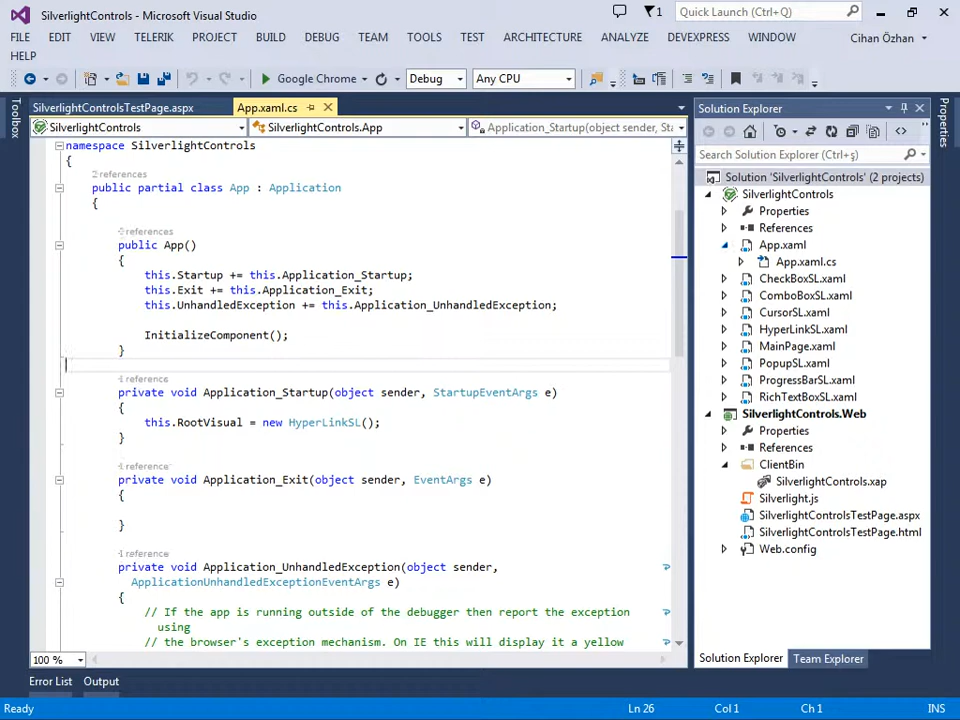 SilverlightControls - Microsoft Visual Studio
1
Quick Launch (Ctrl+Q)
FILE EDIT VIEW TELERIK PROJECT BUILD DEBUG TEAM TOOLS TEST ARCHITECTURE ANALYZE DEVEXPRESS WINDOW
Cihan Özhan
HELP
Google Chrome
Debug
Any CPU
Toolbox
SilverlightControlsTestPage.aspx
App.xaml.cs
SilverlightControls
SilverlightControls.App
Application_Startup(object sender, Sta
namespace SilverlightControls
{
2 references
public partial class App : Application
{
references
public App()
{
this.Startup += this.Application_Startup;
this.Exit += this.Application_Exit;
this.UnhandledException += this.Application_UnhandledException;
InitializeComponent();
}
1 reference
private void Application_Startup(object sender, StartupEventArgs e)
{
this.RootVisual = new HyperLinkSL();
}
1 reference
private void Application_Exit(object sender, EventArgs e)
{
}
1 reference
private void Application_UnhandledException(object sender,
ApplicationUnhandledExceptionEventArgs e)
{
// If the app is running outside of the debugger then report the exception
using
// the browser's exception mechanism. On IE this will display it a yellow
100 %
Solution Explorer
Search Solution Explorer (Ctrl+ş)
Solution 'SilverlightControls' (2 projects)
SilverlightControls
Properties
References
App.xaml
App.xaml.cs
CheckBoxSL.xaml
ComboBoxSL.xaml
CursorSL.xaml
HyperLinkSL.xaml
MainPage.xaml
PopupSL.xaml
ProgressBarSL.xaml
RichTextBoxSL.xaml
SilverlightControls.Web
Properties
References
ClientBin
SilverlightControls.xap
Silverlight.js
SilverlightControlsTestPage.aspx
SilverlightControlsTestPage.html
Web.config
Solution Explorer
Team Explorer
Properties
Error List
Output
Ready
Ln 26
Col 1
Ch 1
INS